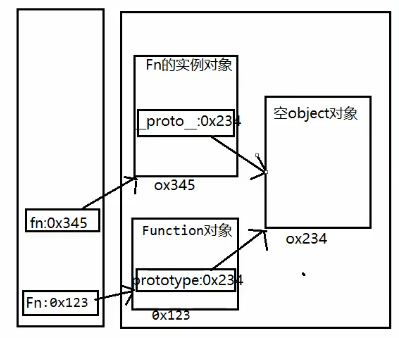 Fn的实例对象
__proto__:0x234
空object对象
ox345
ox234
fn:0x345
Function对象
prototype:0x234
Fn:0x123
0x123